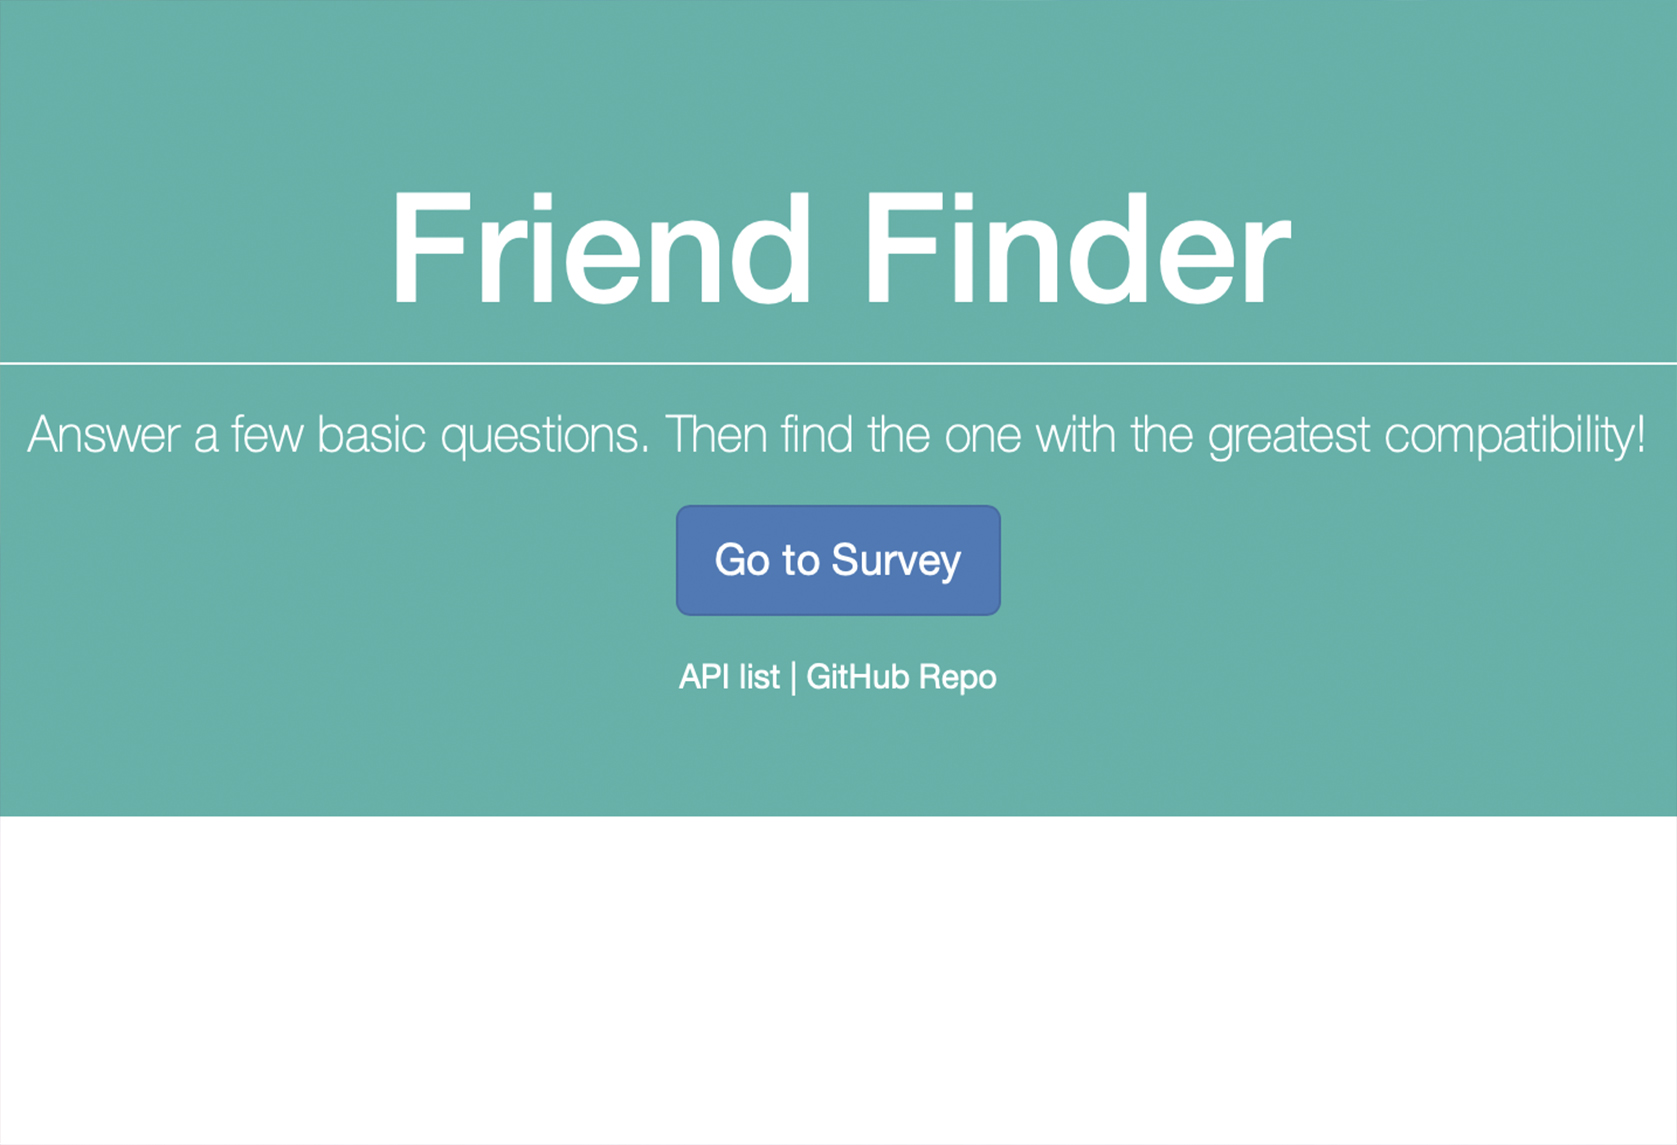 Friend Finder
Answer a few basic questions. Then find the one with the greatest compatibility!
Go to Survey
API list | GitHub Repo